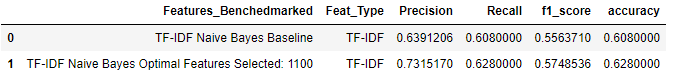 Features_Benchedmarked Feat_Type Precision Recall f1_score accuracy
0 TF-IDF Naive Bayes Baseline TF-IDF 0.6391206 0.6080000 0.5563710 0.6080000
1 TF-IDF Naive Bayes Optimal Features Selected: 1100 TF-IDF 0.7315170 0.6280000 0.5748536 0.6280000